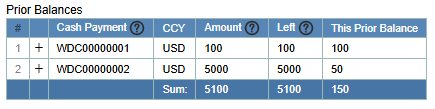 Prior Balances
# Cash Payment ? CCY Amount ? Left ? This Prior Balance
1 + WDC00000001 USD 100 100 100
2 + WDC00000002 USD 5000 5000 50
Sum: 5100 5100 150